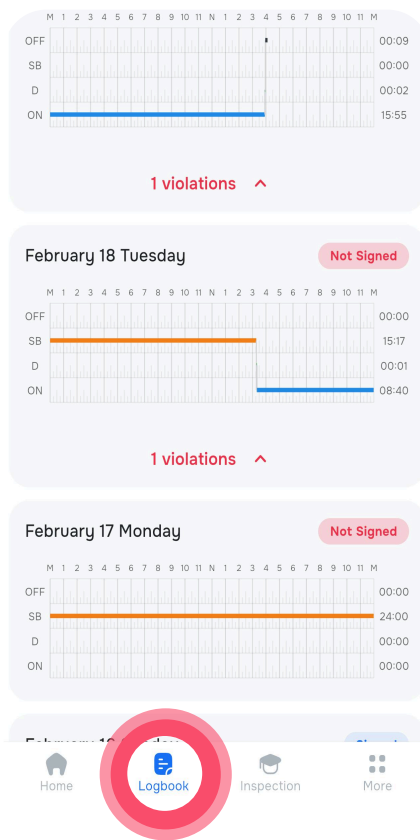 M 1 2 3 4 5 6 7 8 9 10 11 N 1 2 3 4 5 6 7 8 9 10 11 M
OFF 00:09
SB 00:00
D 00:02
ON 15:55
1 violations
February 18 Tuesday Not Signed
M 1 2 3 4 5 6 7 8 9 10 11 N 1 2 3 4 5 6 7 8 9 10 11 M
OFF 00:00
SB 15:17
D 00:01
ON 08:40
1 violations
February 17 Monday Not Signed
M 1 2 3 4 5 6 7 8 9 10 11 N 1 2 3 4 5 6 7 8 9 10 11 M
OFF 00:00
SB 24:00
D 00:00
ON 00:00
February 16
Home Logbook Inspection More